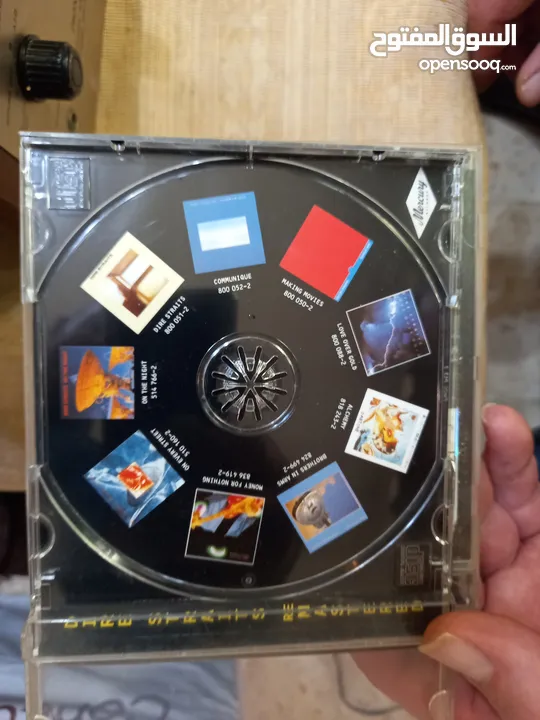 السوق المفتوح
opensooq.com
Mercury
COMMUNIQUE
800 052-2
MAKING MOVIES
800 050-2
LOVE OVER GOLD
800 088-2
ALCHEMY
818 243-2
BROTHERS IN ARMS
824 499-2
MONEY FOR NOTHING
836 419-2
ON EVERY STREET
510 160-2
ON THE NIGHT
514 766-2
DIRE STRAITS
800 051-2
DIRE STRAITS REMASTERED